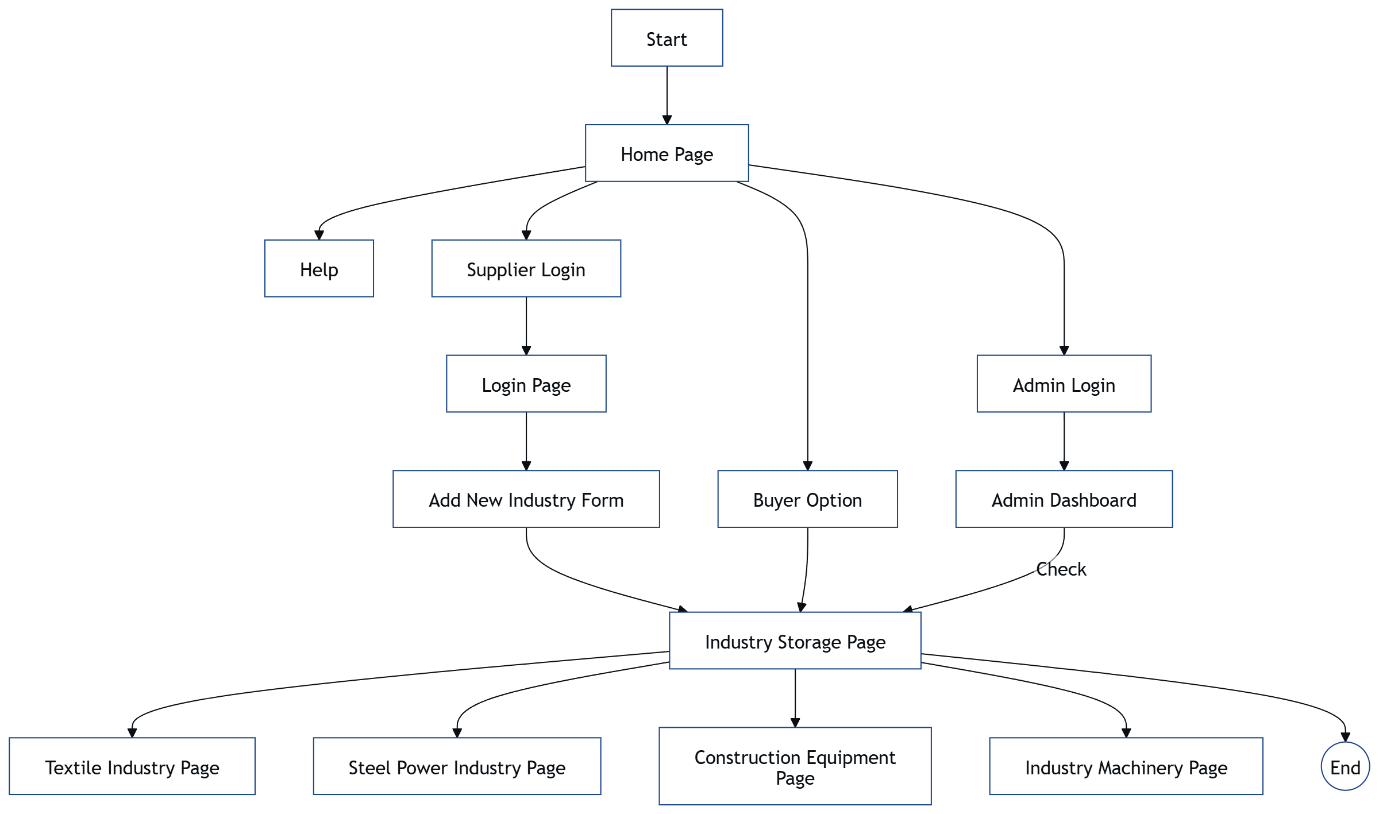 Start
Home Page
Help
Supplier Login
Login Page
Admin Login
Add New Industry Form
Buyer Option
Admin Dashboard
Check
Industry Storage Page
Textile Industry Page
Steel Power Industry Page
Construction Equipment
Page
Industry Machinery Page
End